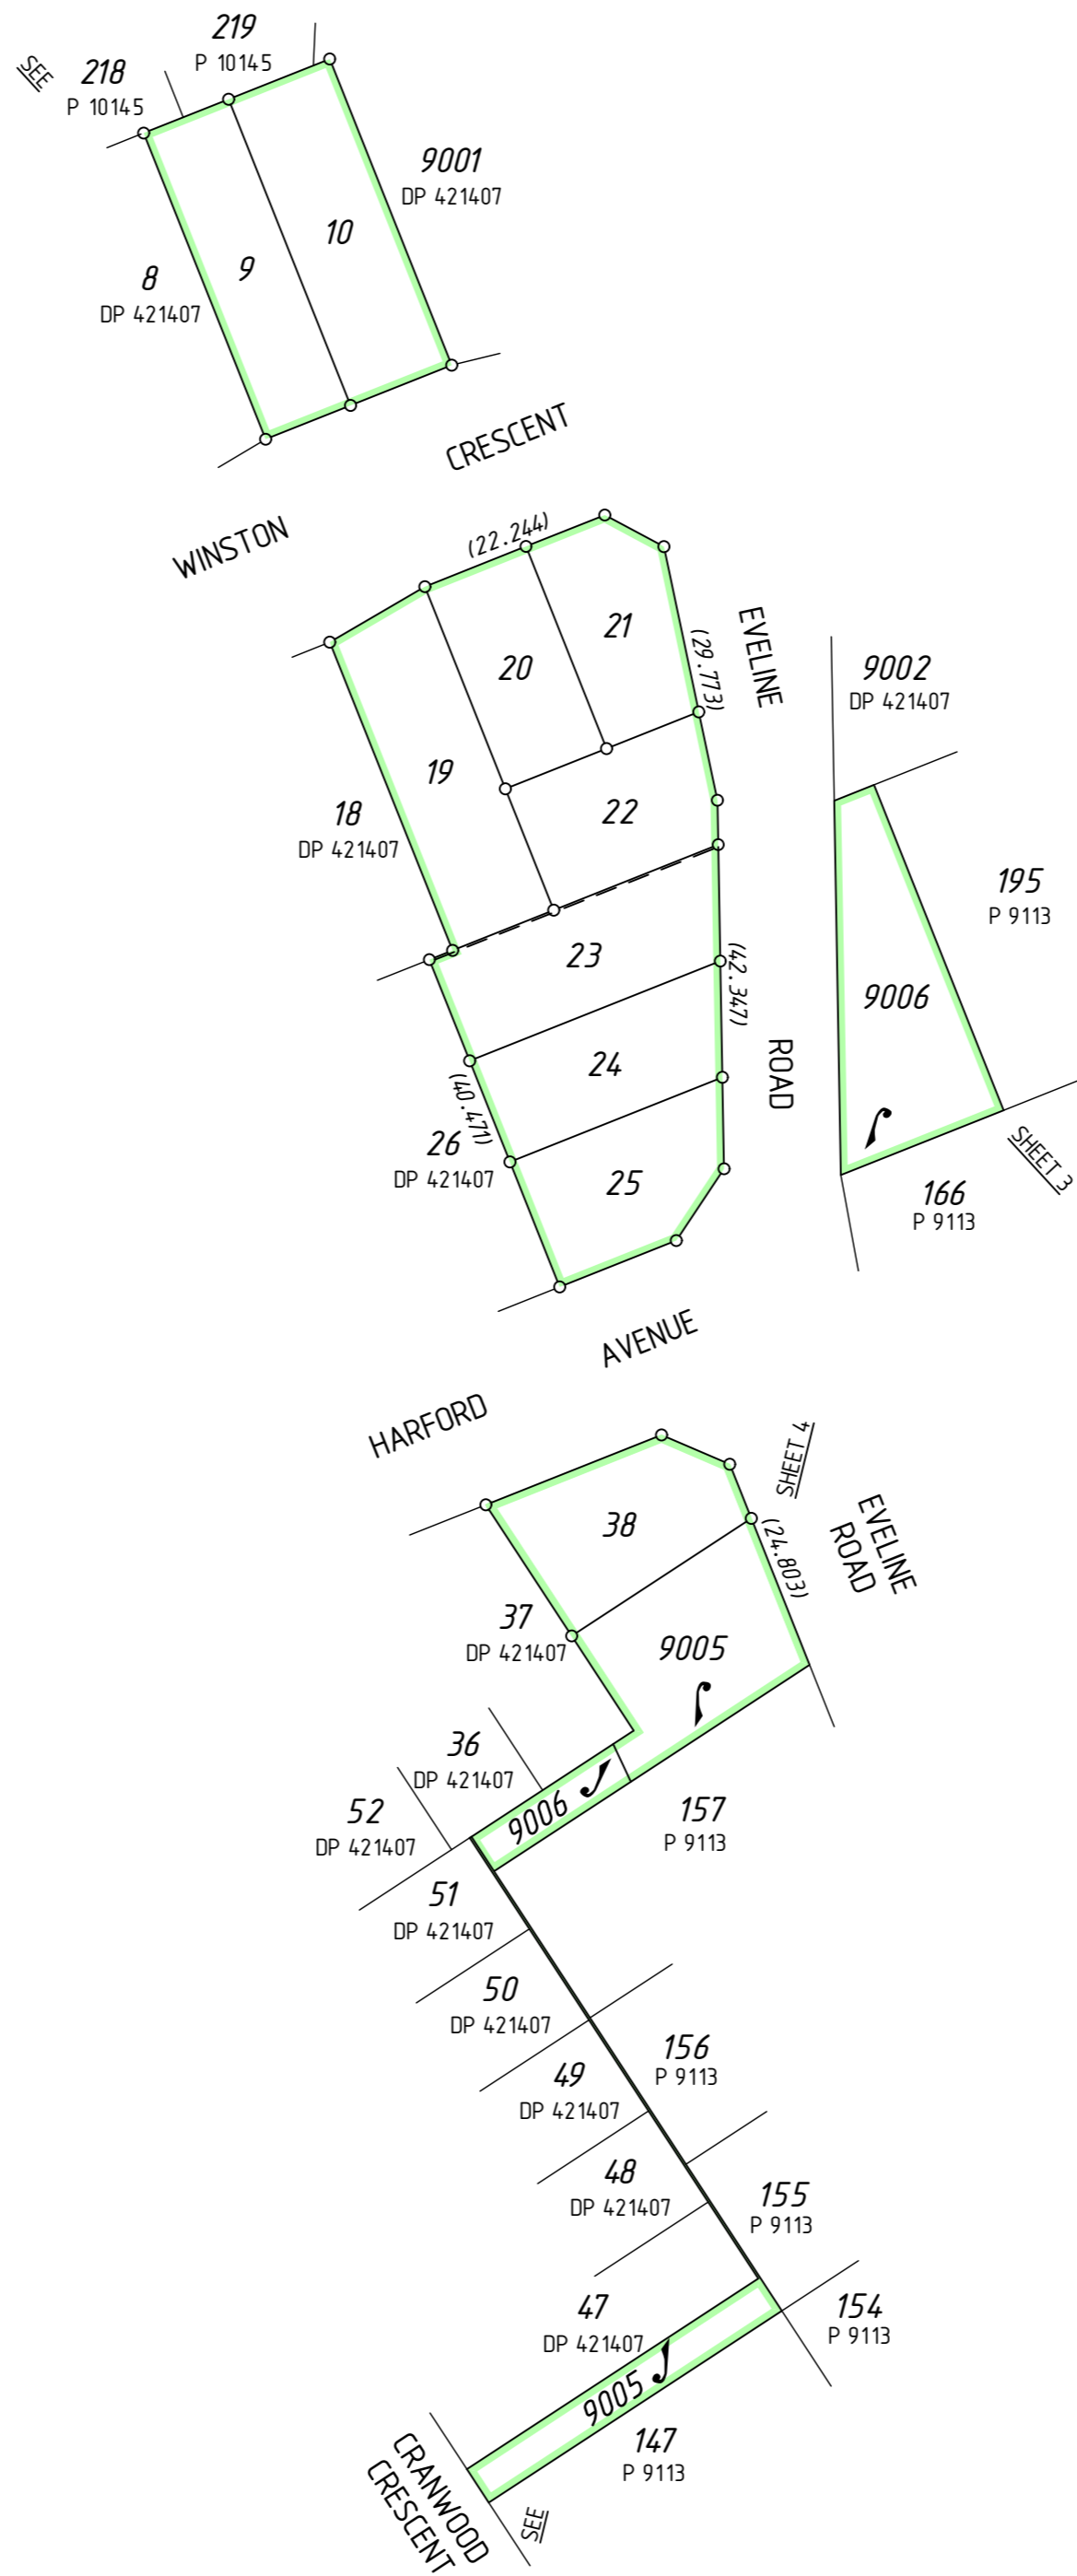 219
P 10145
SEE
218
P 10145
9001
DP 421407
10
9
8
DP 421407
CRESCENT
WINSTON
(22.244)
21
EVELINE
(29.773)
20
9002
DP 421407
19
18
DP 421407
22
195
P 9113
23
(42.347)
9006
24
ROAD
(40.471)
26
DP 421407
25
SHEET 3
166
P 9113
AVENUE
HARFORD
SHEET 4
38
EVELINE
ROAD
(24.803)
37
DP 421407
9005
36
DP 421407
9006
52
DP 421407
157
P 9113
51
DP 421407
50
DP 421407
156
P 9113
49
DP 421407
48
DP 421407
155
P 9113
47
DP 421407
154
P 9113
9005
147
P 9113
CRANWOOD
CRESCENT
SEE